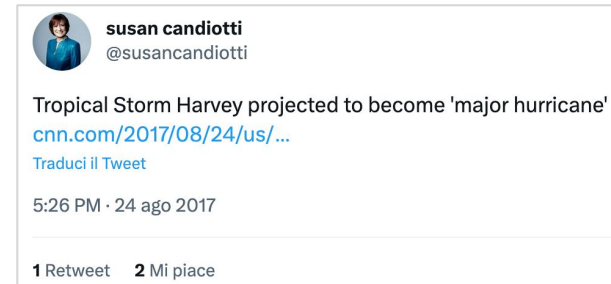 susan candiotti
@susancandiotti
Tropical Storm Harvey projected to become 'major hurricane'
cnn.com/2017/08/24/us/...
Traduci il Tweet
5:26 PM · 24 ago 2017
1 Retweet 2 Mi piace